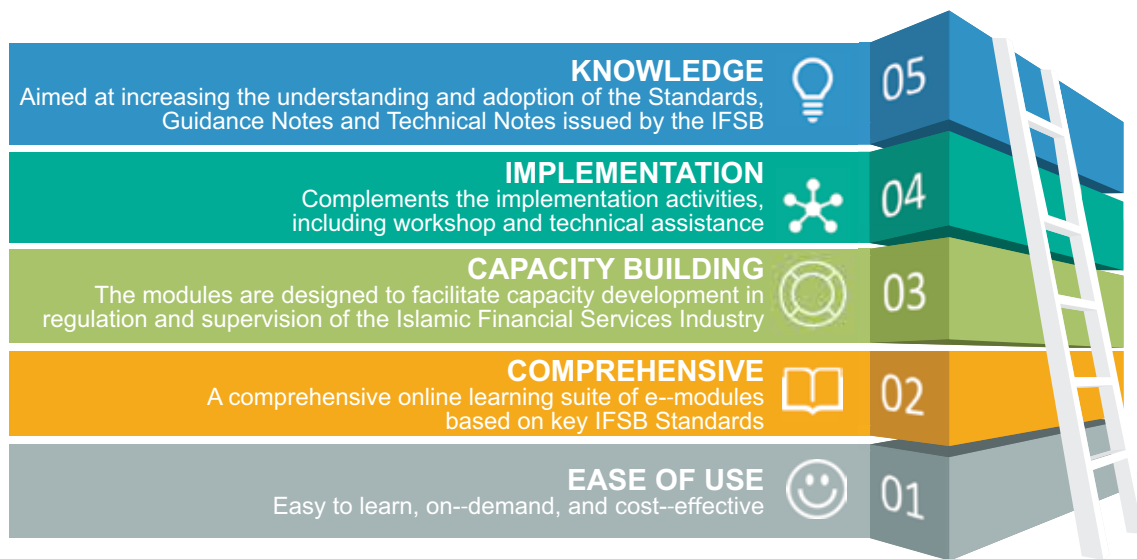 KNOWLEDGE
Aimed at increasing the understanding and adoption of the Standards,
Guidance Notes and Technical Notes issued by the IFSB
05
IMPLEMENTATION
Complements the implementation activities,
including workshop and technical assistance
04
CAPACITY BUILDING
The modules are designed to facilitate capacity development in
regulation and supervision of the Islamic Financial Services Industry
03
COMPREHENSIVE
A comprehensive online learning suite of e--modules
based on key IFSB Standards
02
EASE OF USE
Easy to learn, on--demand, and cost--effective
01